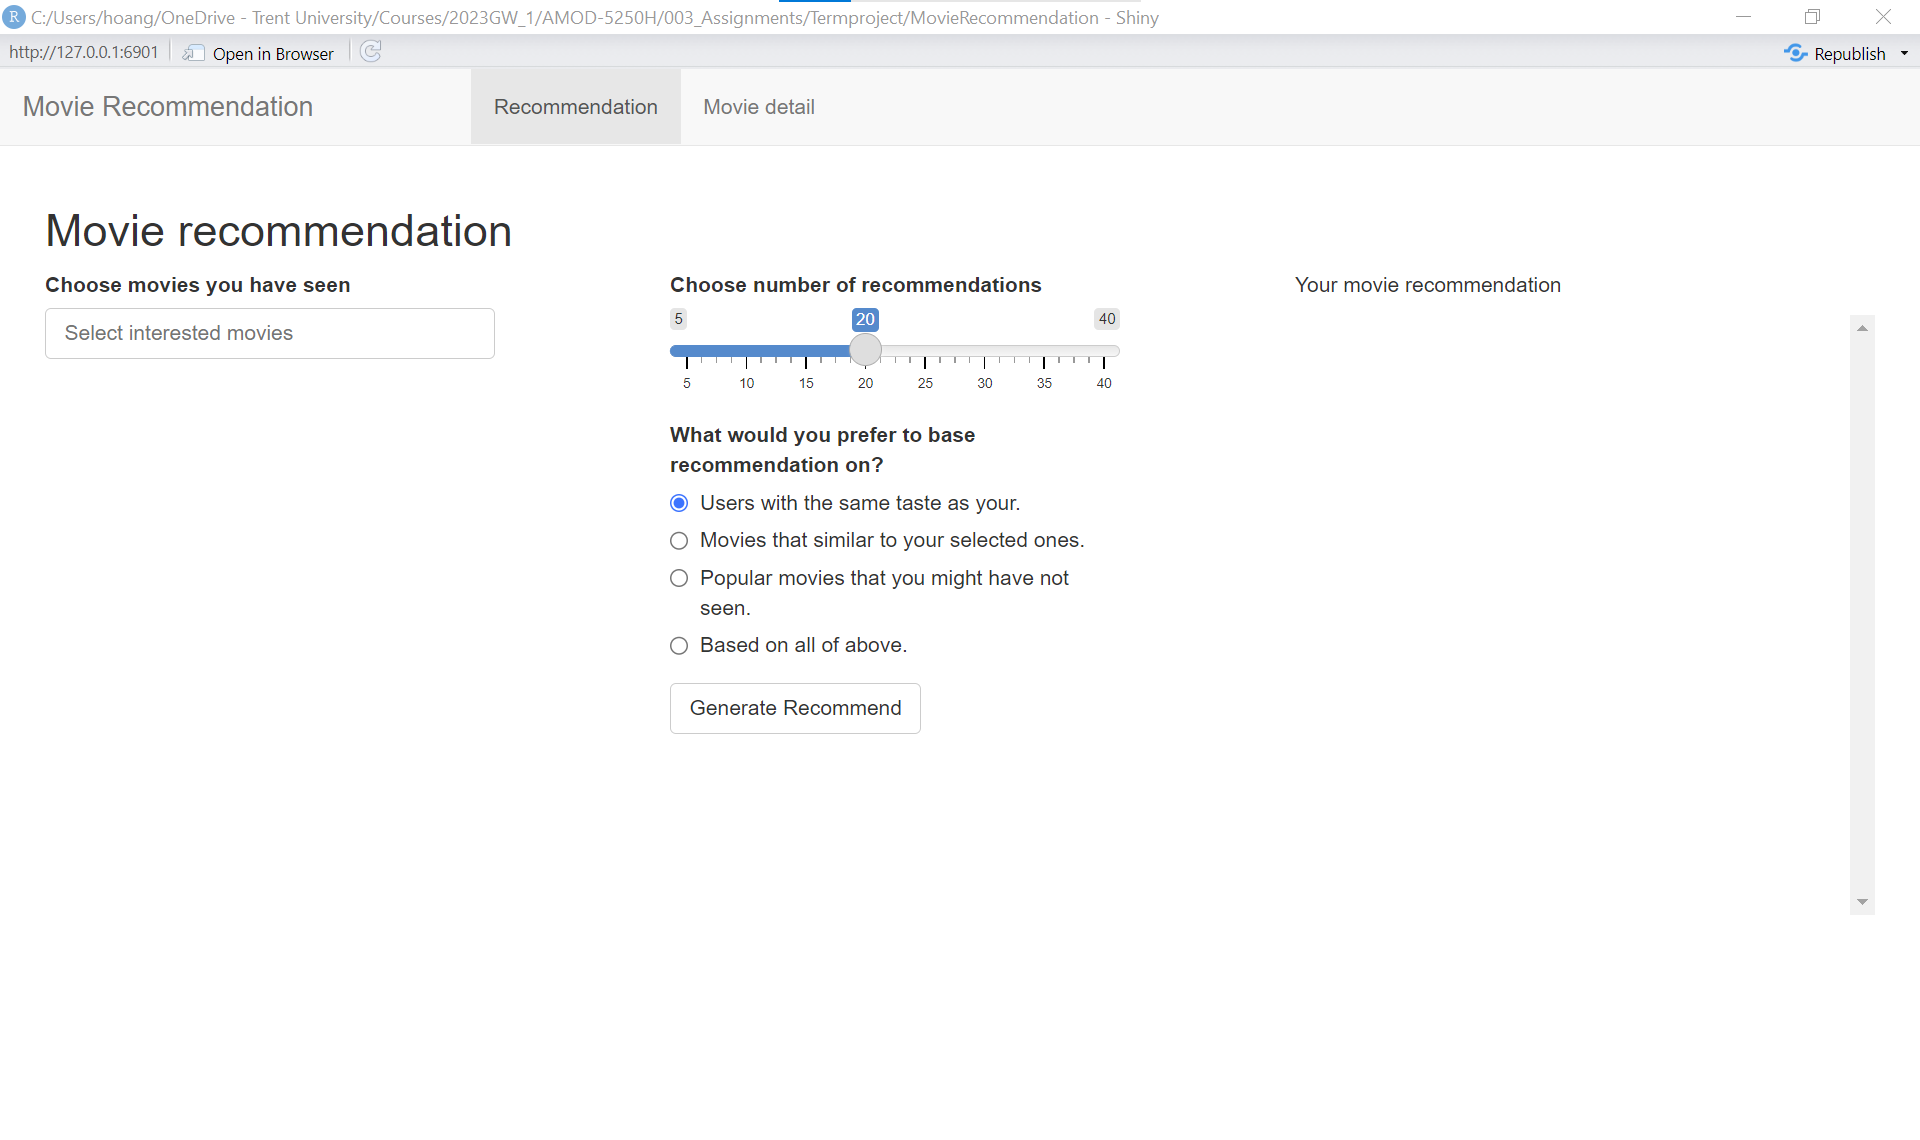 R C:/Users/hoang/OneDrive - Trent University/Courses/2023GW_1/AMOD-5250H/003_Assignments/Termproject/MovieRecommendation - Shiny
http://127.0.0.1:6901 Open in Browser Republish
Movie Recommendation Recommendation Movie detail
Movie recommendation
Choose movies you have seen
Select interested movies
Choose number of recommendations
5 20 40
5 10 15 20 25 30 35 40
What would you prefer to base
recommendation on?
Users with the same taste as your.
Movies that similar to your selected ones.
Popular movies that you might have not
seen.
Based on all of above.
Generate Recommend
Your movie recommendation